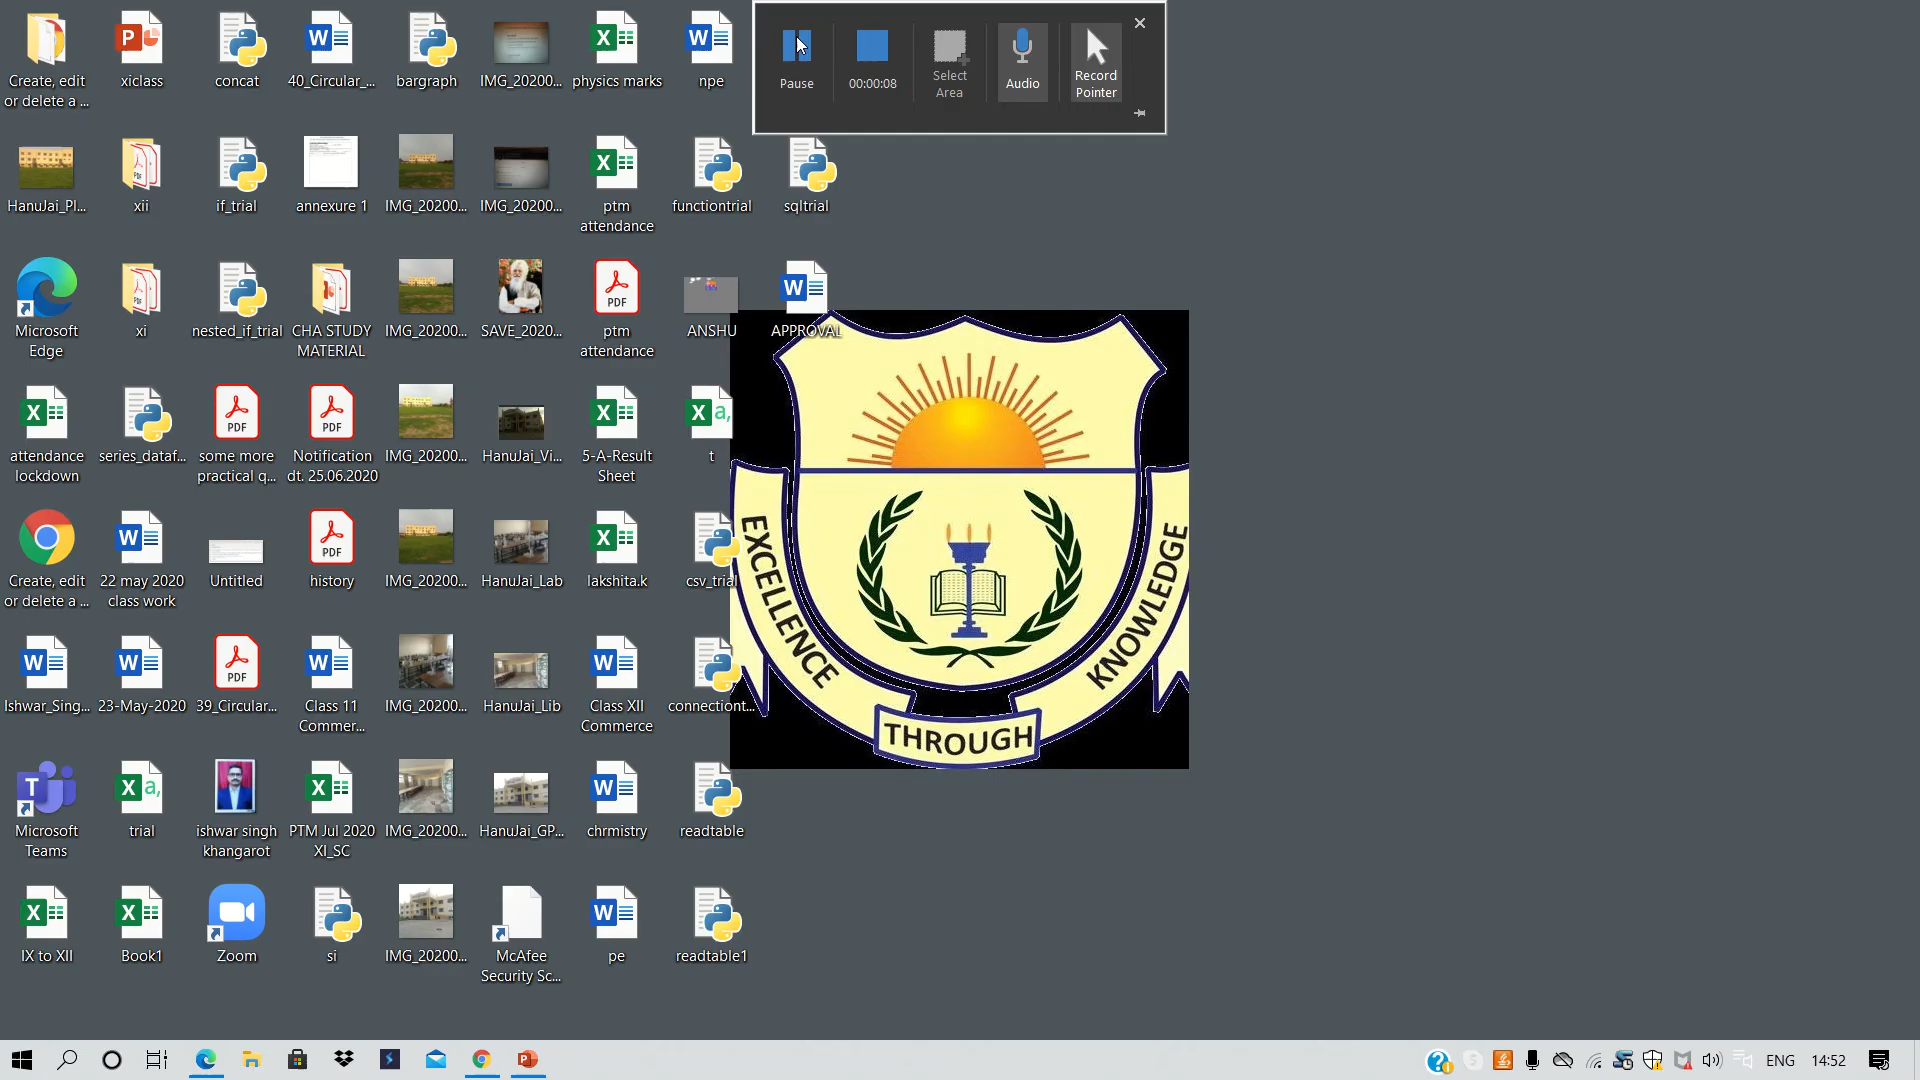 Pause
00:00:08
Select
Area
Audio
Record
Pointer
Create, edit
or delete a ...
xiclass
concat
40_Circular_...
bargraph
IMG_20200...
physics marks
npe
HanuJai_Pl...
xii
if_trial
annexure 1
IMG_20200...
IMG_20200...
ptm
attendance
functiontrial
sqltrial
Microsoft
Edge
xi
nested_if_trial
CHA STUDY
MATERIAL
IMG_20200...
SAVE_2020...
PDF
ptm
attendance
ANSHU
APPROVAL
attendance
lockdown
series_dataf...
PDF
some more
practical q...
PDF
Notification
dt. 25.06.2020
IMG_20200...
HanuJai_Vi...
5-A-Result
Sheet
t
Create, edit
or delete a ...
22 may 2020
class work
Untitled
PDF
history
IMG_20200...
HanuJai_Lab
lakshita.k
csv_trial
Ishwar_Sing...
23-May-2020
PDF
39_Circular...
Class 11
Commer...
IMG_20200...
HanuJai_Lib
Class XII
Commerce
connectiont...
Microsoft
Teams
trial
ishwar singh
khangarot
PTM Jul 2020
XI_SC
IMG_20200...
HanuJai_GP...
chrmistry
readtable
IX to XII
Book1
Zoom
si
IMG_20200...
McAfee
Security Sc...
pe
readtable1
EXCELLENCE
THROUGH
KNOWLEDGE
ENG
14:52